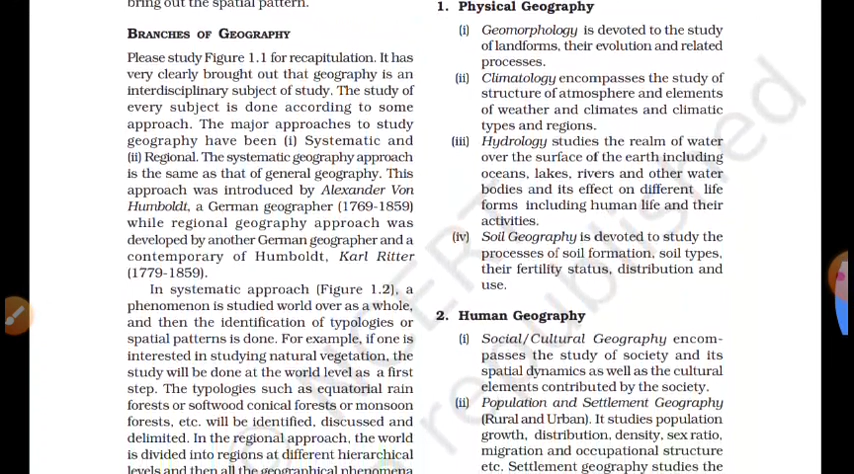 bring out the spatial pattern.
BRANCHES OF GEOGRAPHY
Please study Figure 1.1 for recapitulation. It has
very clearly brought out that geography is an
interdisciplinary subject of study. The study of
every subject is done according to some
approach. The major approaches to study
geography have been (i) Systematic and
(ii) Regional. The systematic geography approach
is the same as that of general geography. This
approach was introduced by Alexander Von
Humboldt, a German geographer (1769-1859)
while regional geography approach was
developed by another German geographer and a
contemporary of Humboldt, Karl Ritter
(1779-1859).
In systematic approach (Figure 1.2), a
phenomenon is studied world over as a whole,
and then the identification of typologies or
spatial patterns is done. For example, if one is
interested in studying natural vegetation, the
study will be done at the world level as a first
step. The typologies such as equatorial rain
forests or softwood conical forests or monsoon
forests, etc. will be identified, discussed and
delimited. In the regional approach, the world
is divided into regions at different hierarchical
levels and then all the geographical phenomena
1. Physical Geography
(i) Geomorphology is devoted to the study
of landforms, their evolution and related
processes.
(ii) Climatology encompasses the study of
structure of atmosphere and elements
of weather and climates and climatic
types and regions.
(iii) Hydrology studies the realm of water
over the surface of the earth including
oceans, lakes, rivers and other water
bodies and its effect on different life
forms including human life and their
activities.
(iv) Soil Geography is devoted to study the
processes of soil formation, soil types,
their fertility status, distribution and
use.
2. Human Geography
(i) Social/Cultural Geography encom-
passes the study of society and its
spatial dynamics as well as the cultural
elements contributed by the society.
(ii) Population and Settlement Geography
(Rural and Urban). It studies population
growth, distribution, density, sex ratio,
migration and occupational structure
etc. Settlement geography studies the
© NCERT
republished